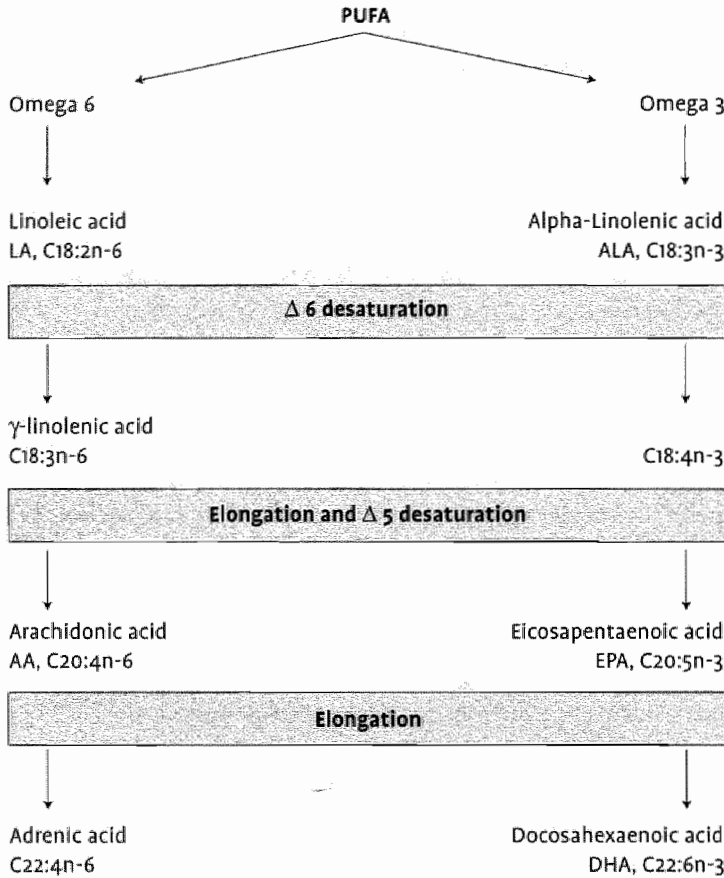 PUFA
Omega 6
Omega 3
Linoleic acid
LA, C18:2n-6
Alpha-Linolenic acid
ALA, C18:3n-3
Δ 6 desaturation
γ-linolenic acid
C18:3n-6
C18:4n-3
Elongation and Δ 5 desaturation
Arachidonic acid
AA, C20:4n-6
Eicosapentaenoic acid
EPA, C20:5n-3
Elongation
Adrenic acid
C22:4n-6
Docosahexaenoic acid
DHA, C22:6n-3